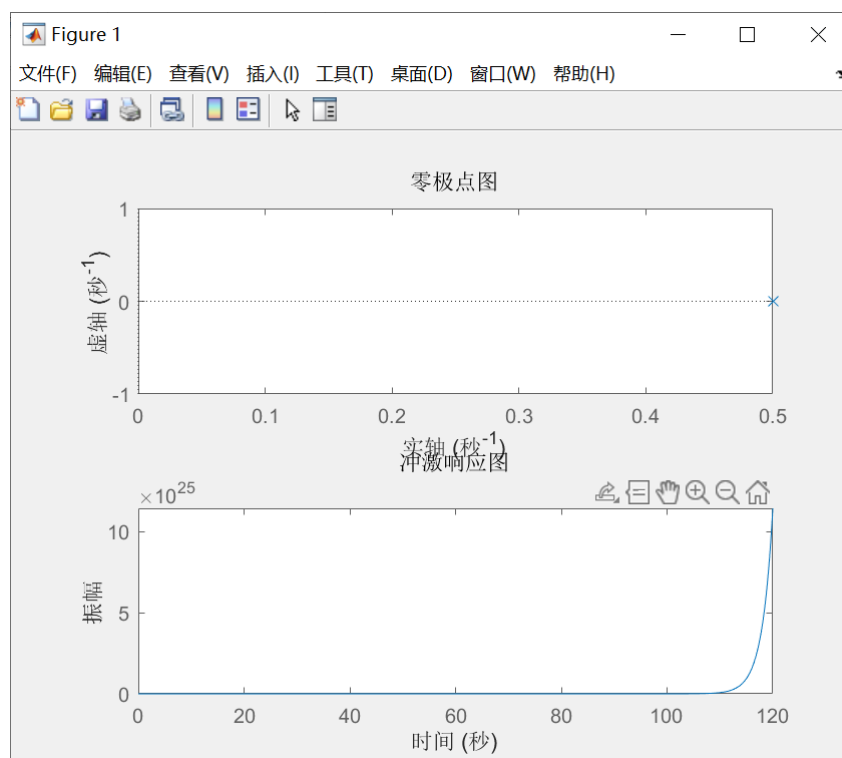 Figure 1
文件(F) 编辑(E) 查看(V) 插入(I) 工具(T) 桌面(D) 窗口(W) 帮助(H)
零极点图
1
0
-1
虚轴 (秒⁻¹)
0 0.1 0.2 0.3 0.4 0.5
实轴 (秒⁻¹)
冲激响应图
×10²⁵
10
5
0
振幅
0 20 40 60 80 100 120
时间 (秒)